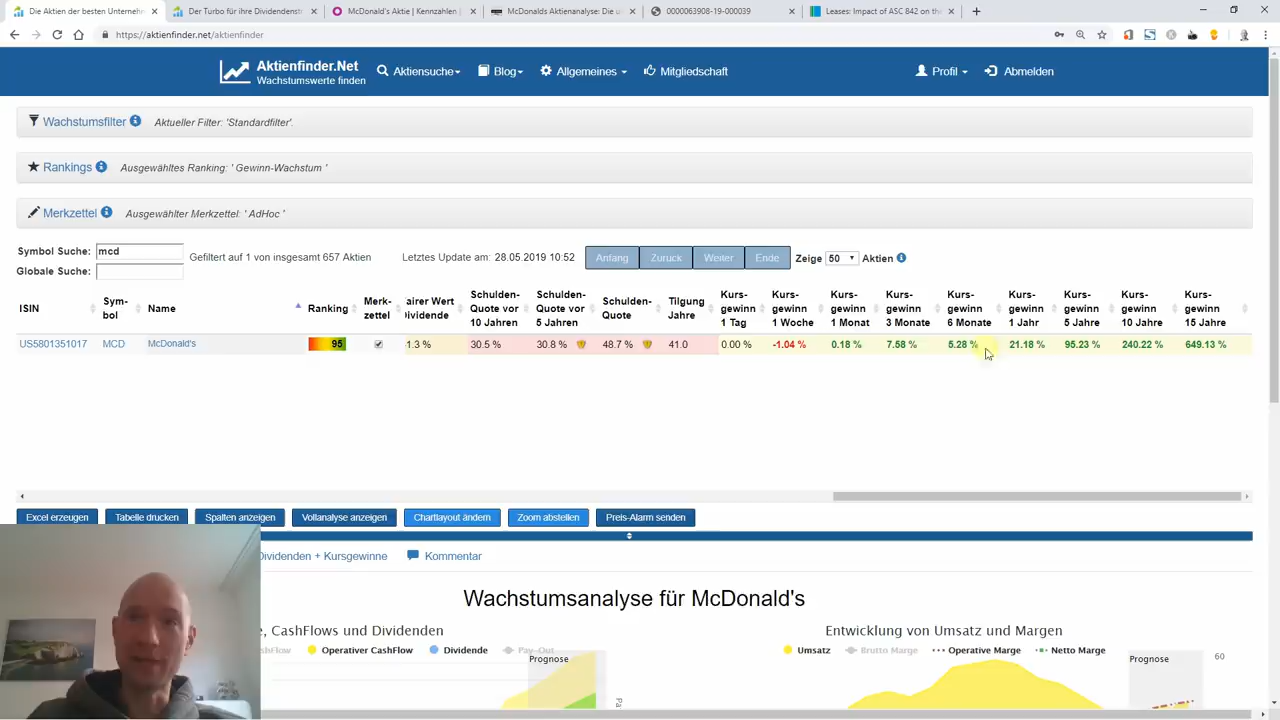 Die Aktien der besten Unternehm
Der Turbo für ihre Dividendenst
McDonald's Aktie | Kennzahlen |
McDonalds Aktienanalyse: Die u
0000063908-19-000039
Leases: Impact of ASC 842 on th
https://aktienfinder.net/aktienfinder
Aktienfinder.Net
Wachstumswerte finden
Aktiensuche
Blog
Allgemeines
Mitgliedschaft
Profil
Abmelden
Wachstumsfilter Aktueller Filter: 'Standardfilter'.
Rankings Ausgewähltes Ranking: ' Gewinn-Wachstum '
Merkzettel Ausgewählter Merkzettel: ' AdHoc '
Symbol Suche: mcd
Globale Suche:
Gefiltert auf 1 von insgesamt 657 Aktien
Letztes Update am: 28.05.2019 10:52
Anfang Zurück Weiter Ende
Zeige 50 Aktien
ISIN
Sym-
bol
Name
Ranking
Merk-
zettel
airer Wert
Dividende
Schulden-
Quote vor
10 Jahren
Schulden-
Quote vor
5 Jahren
Schulden-
Quote
Tilgung
Jahre
Kurs-
gewinn
1 Tag
Kurs-
gewinn
1 Woche
Kurs-
gewinn
1 Monat
Kurs-
gewinn
3 Monate
Kurs-
gewinn
6 Monate
Kurs-
gewinn
1 Jahr
Kurs-
gewinn
5 Jahre
Kurs-
gewinn
10 Jahre
Kurs-
gewinn
15 Jahre
US5801351017 MCD McDonald's 95 1.3 % 30.5 % 30.8 % 48.7 % 41.0 0.00 % -1.04 % 0.18 % 7.58 % 5.28 % 21.18 % 95.23 % 240.22 % 649.13 %
Excel erzeugen Tabelle drucken Spalten anzeigen Vollanalyse anzeigen Chartlayout ändern Zoom abstellen Preis-Alarm senden
Dividenden + Kursgewinne Kommentar
Wachstumsanalyse für McDonald's
, CashFlows und Dividenden
Operativer CashFlow Dividende Pay-Out
Prognose
Entwicklung von Umsatz und Margen
Umsatz Brutto Marge Operative Marge Netto Marge
Prognose
60